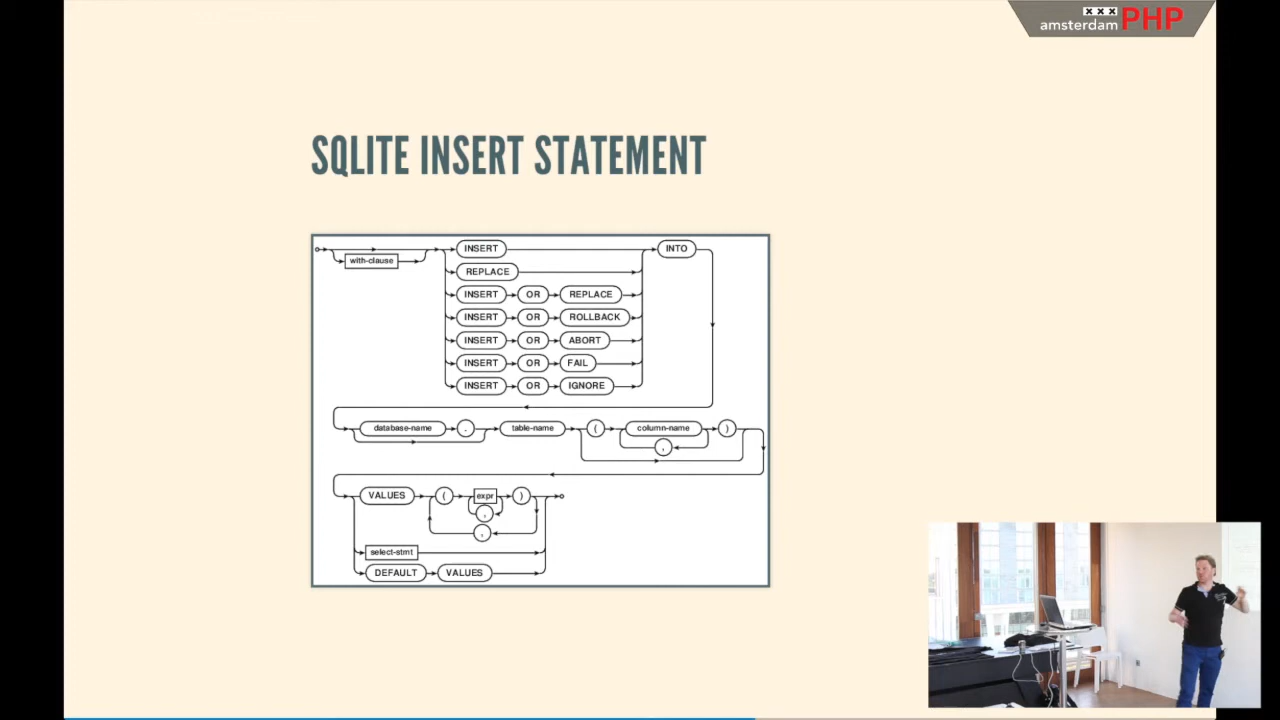 xxx
amsterdamPHP
SQLITE INSERT STATEMENT
with-clause
INSERT INTO
REPLACE
INSERT OR REPLACE
INSERT OR ROLLBACK
INSERT OR ABORT
INSERT OR FAIL
INSERT OR IGNORE
database-name . table-name ( column-name )
,
VALUES ( expr )
,
,
select-stmt
DEFAULT VALUES